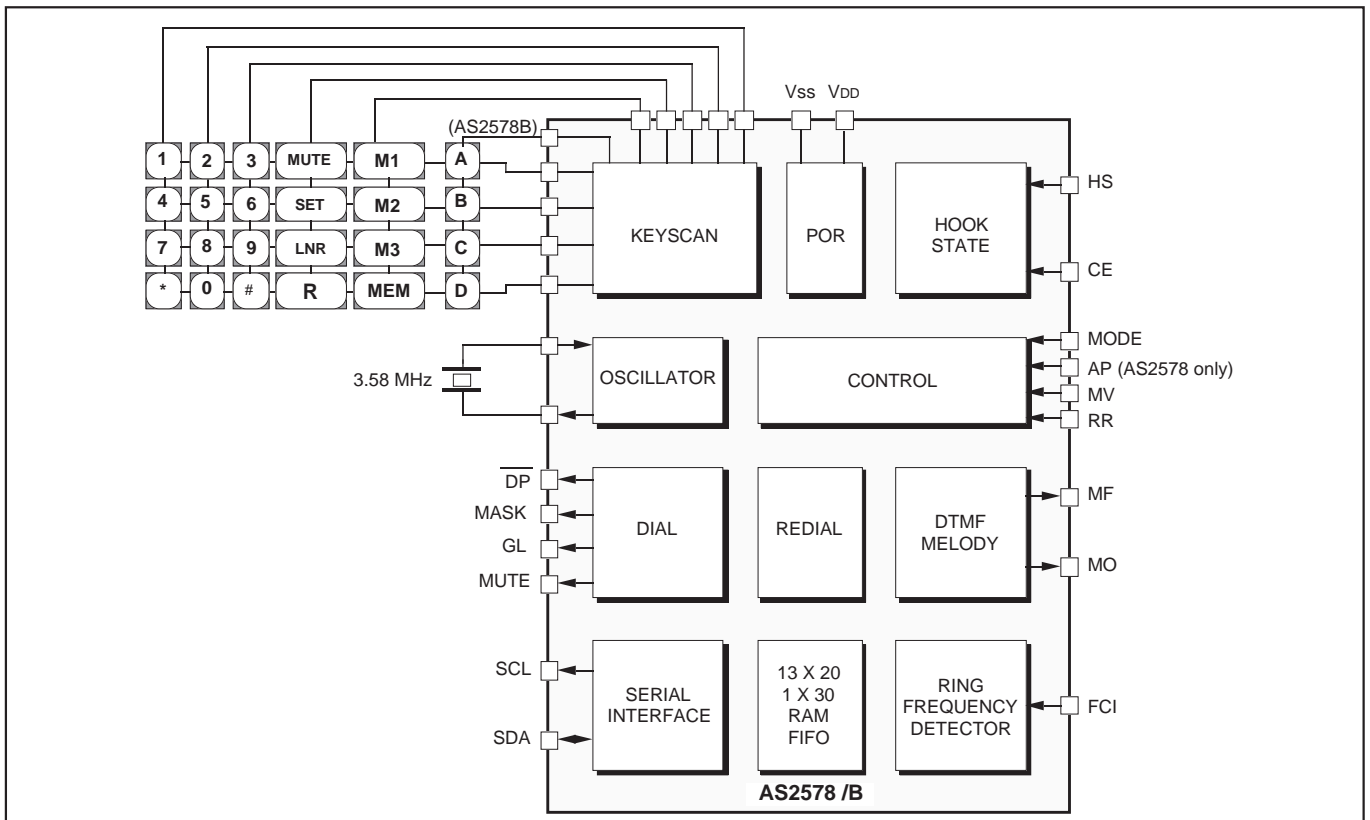 Vss VDD
(AS2578B)
1 2 3 MUTE M1 A
4 5 6 SET M2 B
7 8 9 LNR M3 C
* 0 # R MEM D
KEYSCAN
POR
HOOK
STATE
HS
CE
3.58 MHz
OSCILLATOR
CONTROL
MODE
AP (AS2578 only)
MV
RR
DP
MASK
GL
MUTE
DIAL
REDIAL
DTMF
MELODY
MF
MO
SCL
SDA
SERIAL
INTERFACE
13 X 20
1 X 30
RAM
FIFO
RING
FREQUENCY
DETECTOR
FCI
AS2578 /B